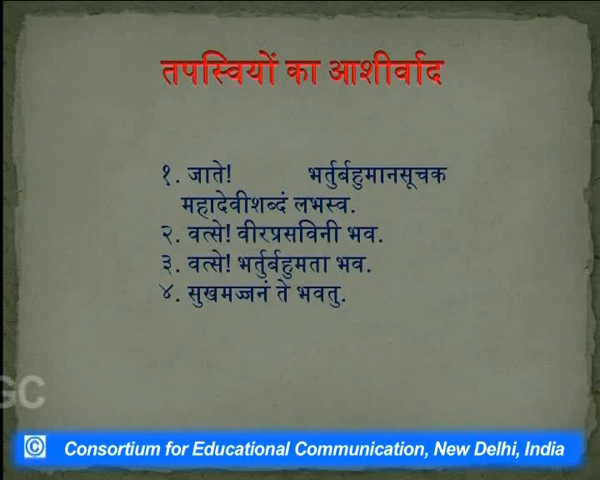 तपस्वियों का आशीर्वाद
१. जाते! भर्तुर्बहुमानसूचक
महादेवीशब्दं लभस्व.
२. वत्से! वीरप्रसविनी भव.
३. वत्से! भर्तुर्बहुमता भव.
४. सुखमज्जनं ते भवतु.
GC
© Consortium for Educational Communication, New Delhi, India